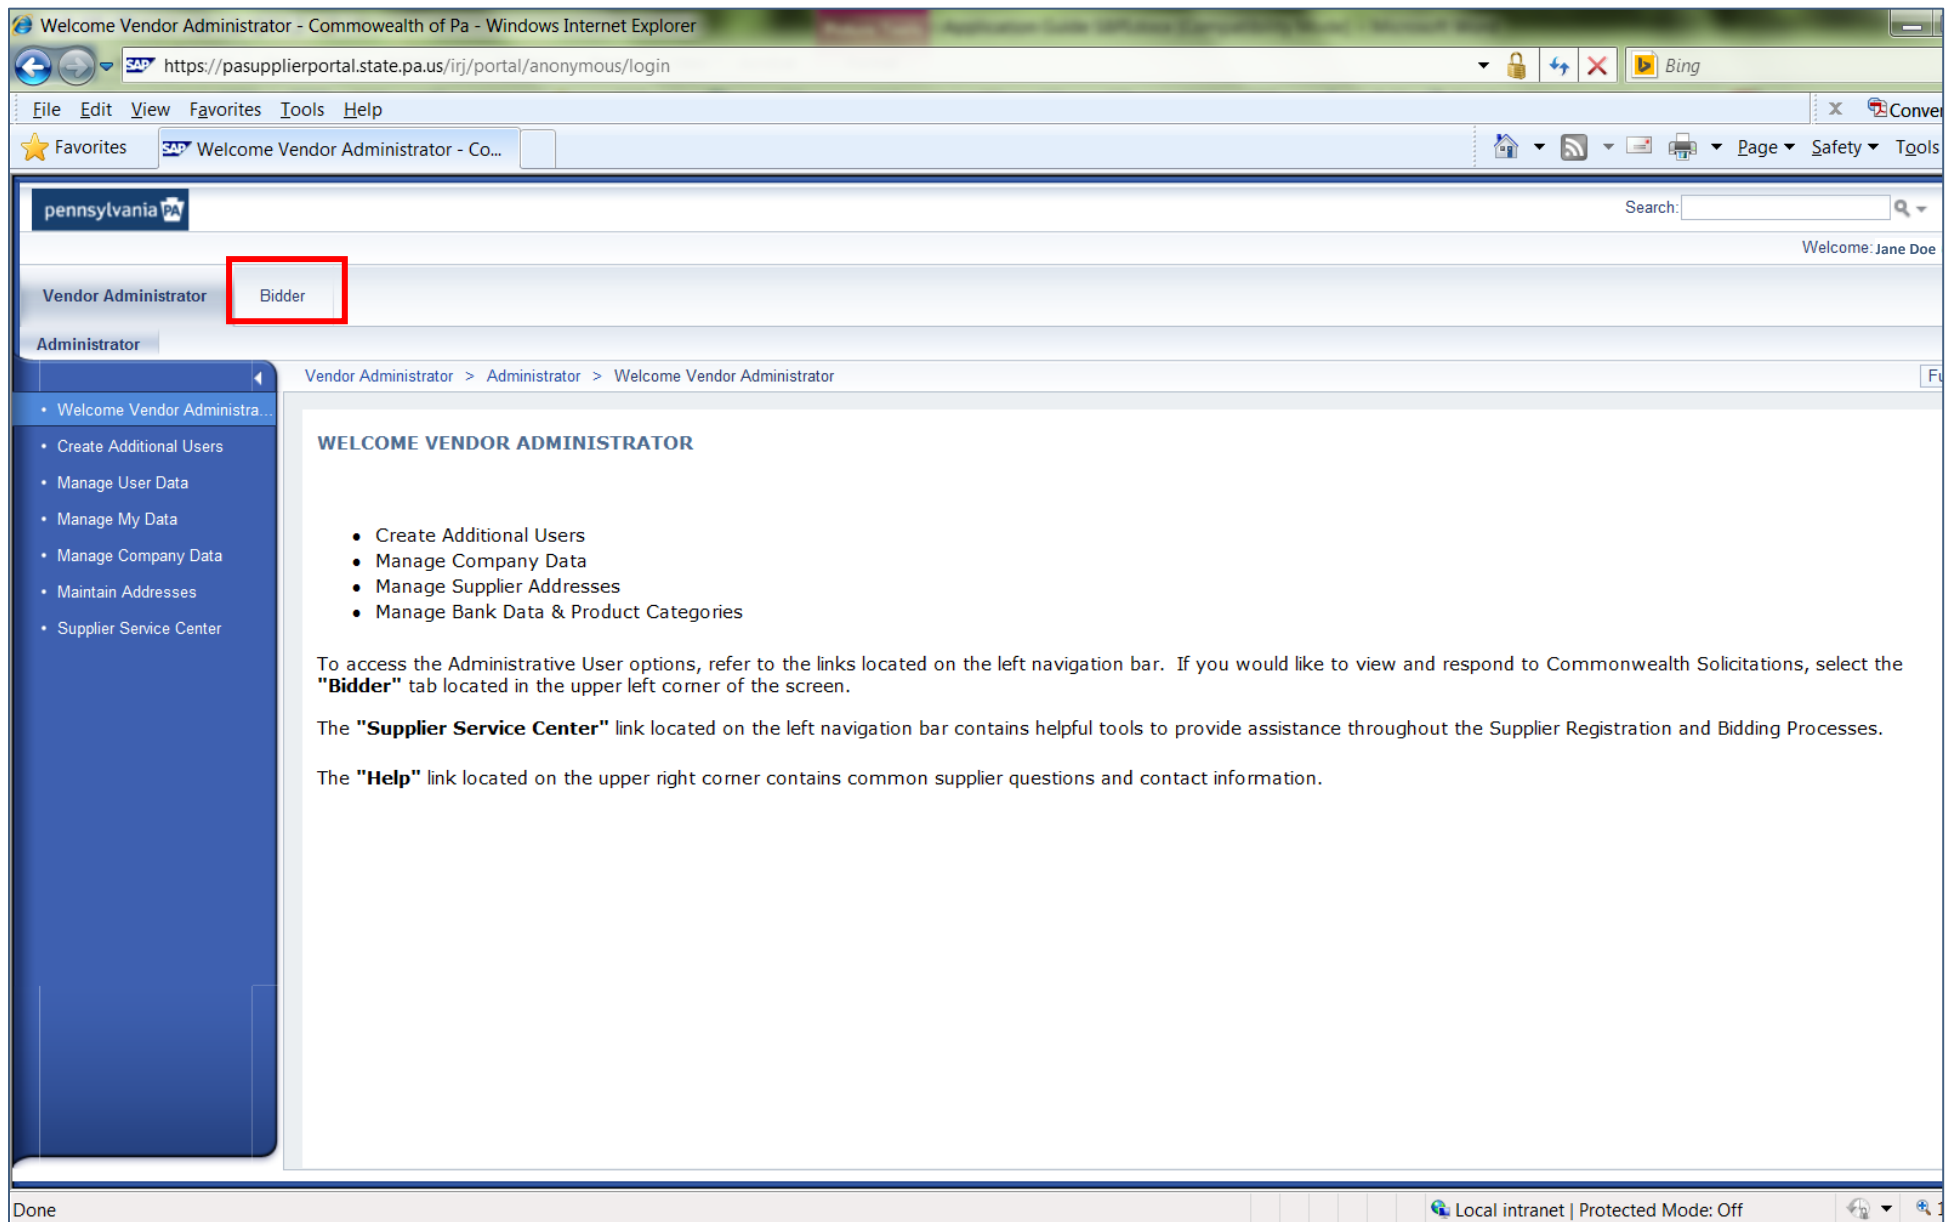 Welcome Vendor Administrator - Commowealth of Pa - Windows Internet Explorer
SAP https://pasupplierportal.state.pa.us/irj/portal/anonymous/login
Bing
File Edit View Favorites Tools Help
x Conver
Favorites
SAP Welcome Vendor Administrator - Co...
Page Safety Tools
pennsylvania PA
Search:
Welcome: Jane Doe
Vendor Administrator Bidder
Administrator
Vendor Administrator > Administrator > Welcome Vendor Administrator
Fu
• Welcome Vendor Administra...
• Create Additional Users
• Manage User Data
• Manage My Data
• Manage Company Data
• Maintain Addresses
• Supplier Service Center
WELCOME VENDOR ADMINISTRATOR
• Create Additional Users
• Manage Company Data
• Manage Supplier Addresses
• Manage Bank Data & Product Categories
To access the Administrative User options, refer to the links located on the left navigation bar. If you would like to view and respond to Commonwealth Solicitations, select the
"Bidder" tab located in the upper left corner of the screen.
The "Supplier Service Center" link located on the left navigation bar contains helpful tools to provide assistance throughout the Supplier Registration and Bidding Processes.
The "Help" link located on the upper right corner contains common supplier questions and contact information.
Done
Local intranet | Protected Mode: Off
1